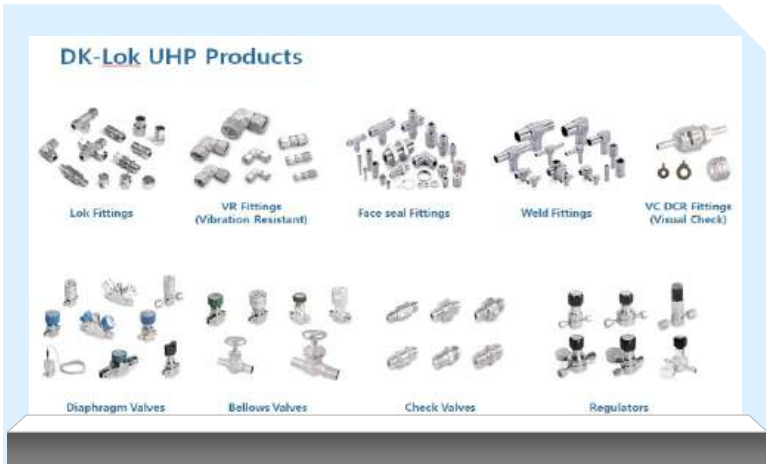 DK-Lok UHP Products
Lok Fittings
VR Fittings
(Vibration Resistant)
Face seal Fittings
Weld Fittings
VC DCR Fittings
(Visual Check)
Diaphragm Valves
Bellows Valves
Check Valves
Regulators